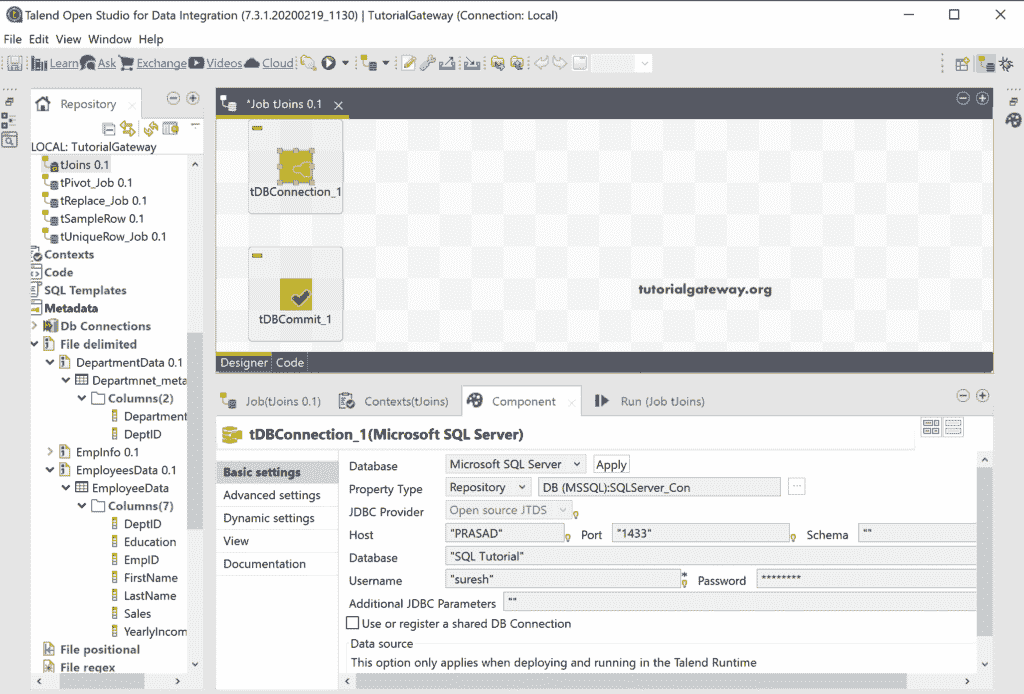 Talend Open Studio for Data Integration (7.3.1.20200219_1130) | TutorialGateway (Connection: Local)
File Edit View Window Help
Learn Ask Exchange Videos Cloud
Repository
LOCAL: TutorialGateway
tJoins 0.1
tPivot_Job 0.1
tReplace_Job 0.1
tSampleRow 0.1
tUniqueRow_Job 0.1
Contexts
Code
SQL Templates
Metadata
Db Connections
File delimited
DepartmentData 0.1
Departmnet_meta
Columns(2)
Department
DeptID
EmpInfo 0.1
EmployeesData 0.1
EmployeeData
Columns(7)
DeptID
Education
EmpID
FirstName
LastName
Sales
YearlyIncom
File positional
File regex
*Job tJoins 0.1
tDBConnection_1
tDBCommit_1
tutorialgateway.org
Designer Code
Job(tJoins 0.1) Contexts(tJoins) Component Run (Job tJoins)
tDBConnection_1(Microsoft SQL Server)
Basic settings
Advanced settings
Dynamic settings
View
Documentation
Database Microsoft SQL Server Apply
Property Type Repository DB (MSSQL):SQLServer_Con ...
JDBC Provider Open source JTDS
Host "PRASAD" Port "1433" Schema ""
Database "SQL Tutorial"
Username "suresh" * Password ********
Additional JDBC Parameters ""
Use or register a shared DB Connection
Data source
This option only applies when deploying and running in the Talend Runtime